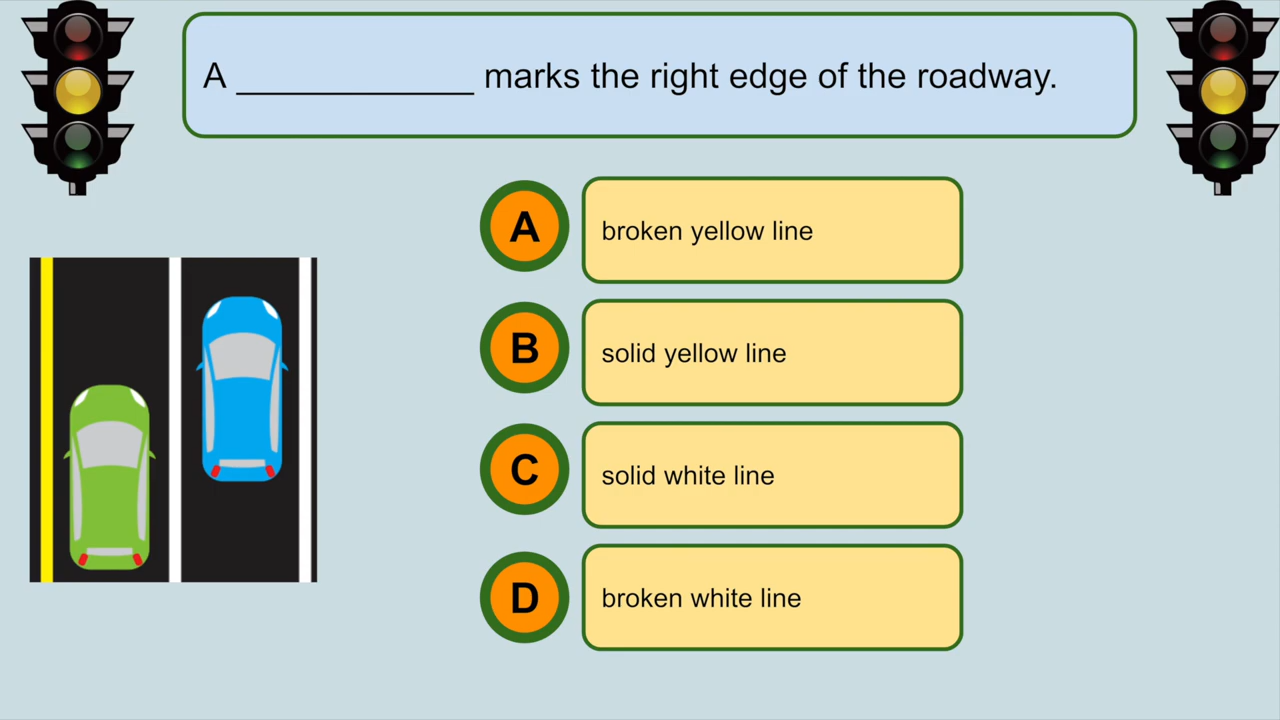 A _____________ marks the right edge of the roadway.
A
broken yellow line
B
solid yellow line
C
solid white line
D
broken white line